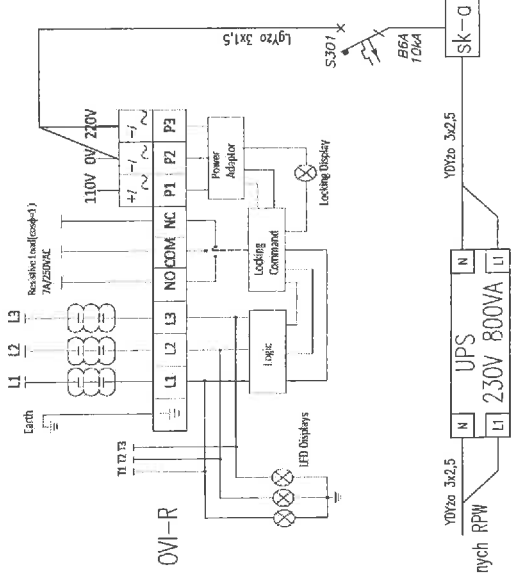 LgYżo 3x1,5
S301
B6A
10kA
sk-a
110V
0V
220V
+/~
-/~
-/~
P1
P2
P3
Power
Adaptor
Locking Display
Resistive Load(cosφ=1)
7A/250VAC
NO
COM
NC
Locking
Command
L1
L2
L3
Earth
L1
L2
L3
Logic
T1 T2 T3
LED Displays
OVI-R
YDYżo 3x2,5
N
L1
UPS
230V 800VA
N
L1
YDYżo 3x2,5
nych RPW